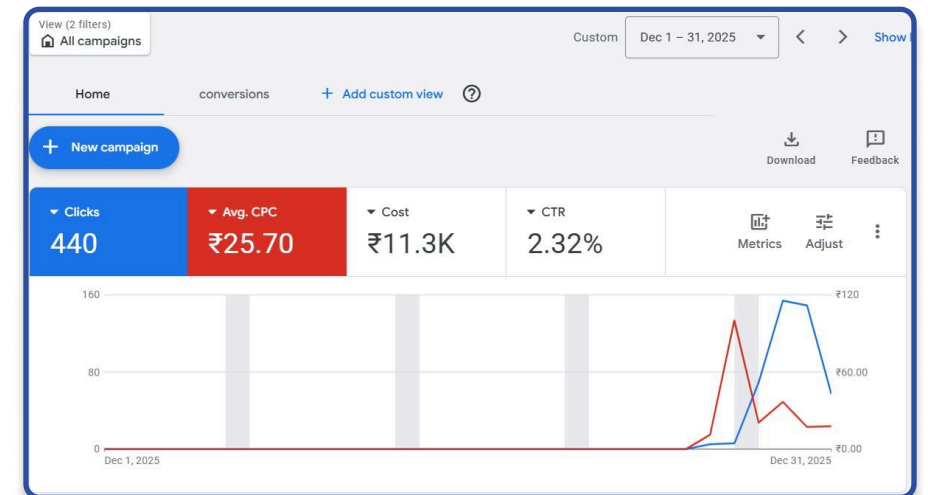 View (2 filters)
All campaigns
Custom
Dec 1 – 31, 2025
Show
Home
conversions
+ Add custom view
New campaign
Download
Feedback
Clicks
440
Avg. CPC
₹25.70
Cost
₹11.3K
CTR
2.32%
Metrics
Adjust
160
₹120
80
₹60.00
0
₹0.00
Dec 1, 2025
Dec 31, 2025